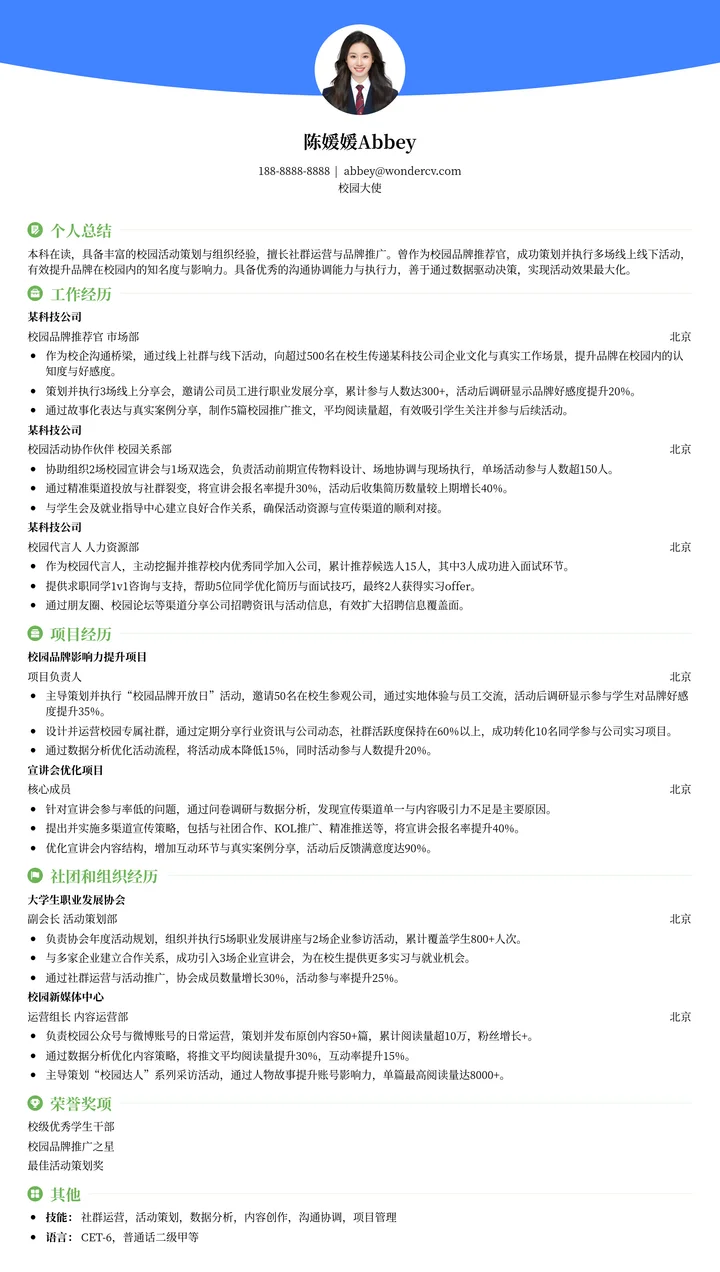 陈媛媛Abbey
188-8888-8888 | abbey@wondercv.com
校园大使
个人总结
本科在读，具备丰富的校园活动策划与组织经验，擅长社群运营与品牌推广。曾作为校园品牌推荐官，成功策划并执行多场线上线下活动，
有效提升品牌在校园内的知名度与影响力。具备优秀的沟通协调能力与执行力，善于通过数据驱动决策，实现活动效果最大化。
工作经历
某科技公司
校园品牌推荐官 市场部 北京
• 作为校企沟通桥梁，通过线上社群与线下活动，向超过500名在校生传递某科技公司企业文化与真实工作场景，提升品牌在校园内的认
知度与好感度。
• 策划并执行3场线上分享会，邀请公司员工进行职业发展分享，累计参与人数达300+，活动后调研显示品牌好感度提升20%。
• 通过故事化表达与真实案例分享，制作5篇校园推广推文，平均阅读量超，有效吸引学生关注并参与后续活动。
某科技公司
校园活动协作伙伴 校园关系部 北京
• 协助组织2场校园宣讲会与1场双选会，负责活动前期宣传物料设计、场地协调与现场执行，单场活动参与人数超150人。
• 通过精准渠道投放与社群裂变，将宣讲会报名率提升30%，活动后收集简历数量较上期增长40%。
• 与学生会及就业指导中心建立良好合作关系，确保活动资源与宣传渠道的顺利对接。
某科技公司
校园代言人 人力资源部 北京
• 作为校园代言人，主动挖掘并推荐校内优秀同学加入公司，累计推荐候选人15人，其中3人成功进入面试环节。
• 提供求职同学1v1咨询与支持，帮助5位同学优化简历与面试技巧，最终2人获得实习offer。
• 通过朋友圈、校园论坛等渠道分享公司招聘资讯与活动信息，有效扩大招聘信息覆盖面。
项目经历
校园品牌影响力提升项目
项目负责人 北京
• 主导策划并执行“校园品牌开放日”活动，邀请50名在校生参观公司，通过实地体验与员工交流，活动后调研显示参与学生对品牌好感
度提升35%。
• 设计并运营校园专属社群，通过定期分享行业资讯与公司动态，社群活跃度保持在60%以上，成功转化10名同学参与公司实习项目。
• 通过数据分析优化活动流程，将活动成本降低15%，同时活动参与人数提升20%。
宣讲会优化项目
核心成员 北京
• 针对宣讲会参与率低的问题，通过问卷调研与数据分析，发现宣传渠道单一与内容吸引力不足是主要原因。
• 提出并实施多渠道宣传策略，包括与社团合作、KOL推广、精准推送等，将宣讲会报名率提升40%。
• 优化宣讲会内容结构，增加互动环节与真实案例分享，活动后反馈满意度达90%。
社团和组织经历
大学生职业发展协会
副会长 活动策划部 北京
• 负责协会年度活动规划，组织并执行5场职业发展讲座与2场企业参访活动，累计覆盖学生800+人次。
• 与多家企业建立合作关系，成功引入3场企业宣讲会，为在校生提供更多实习与就业机会。
• 通过社群运营与活动推广，协会成员数量增长30%，活动参与率提升25%。
校园新媒体中心
运营组长 内容运营部 北京
• 负责校园公众号与微博账号的日常运营，策划并发布原创内容50+篇，累计阅读量超10万，粉丝增长+。
• 通过数据分析优化内容策略，将推文平均阅读量提升30%，互动率提升15%。
• 主导策划“校园达人”系列采访活动，通过人物故事提升账号影响力，单篇最高阅读量达8000+。
荣誉奖项
校级优秀学生干部
校园品牌推广之星
最佳活动策划奖
其他
• 技能： 社群运营，活动策划，数据分析，内容创作，沟通协调，项目管理
• 语言： CET-6，普通话二级甲等